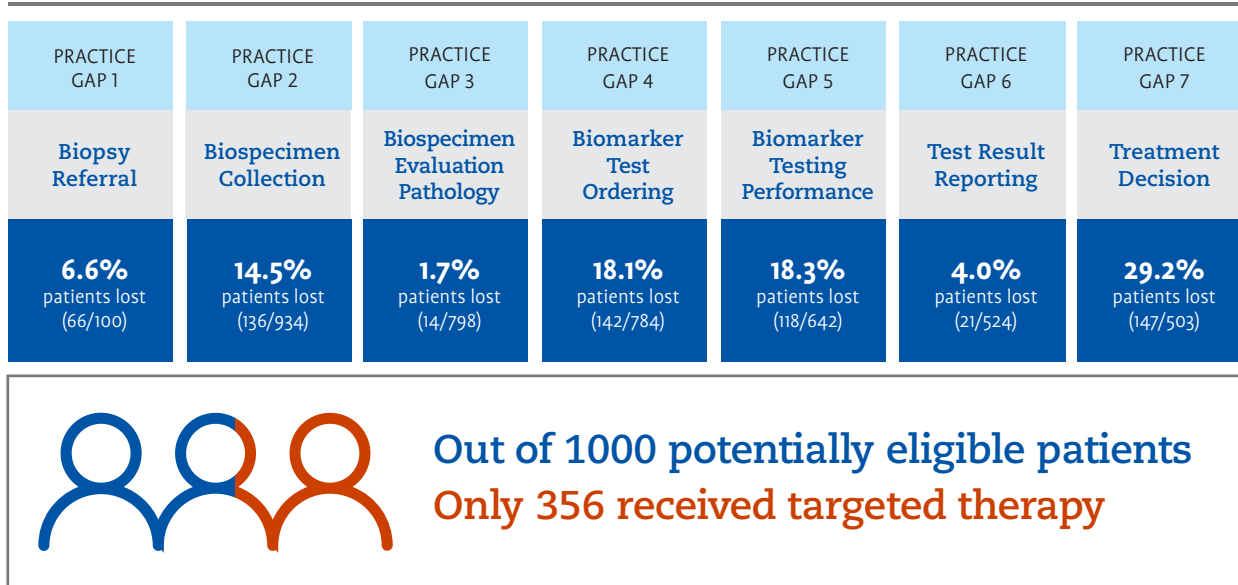 PRACTICE
GAP 1
PRACTICE
GAP 2
PRACTICE
GAP 3
PRACTICE
GAP 4
PRACTICE
GAP 5
PRACTICE
GAP 6
PRACTICE
GAP 7
Biopsy
Referral
Biospecimen
Collection
Biospecimen
Evaluation
Pathology
Biomarker
Test
Ordering
Biomarker
Testing
Performance
Test Result
Reporting
Treatment
Decision
6.6%
patients lost
(66/100)
14.5%
patients lost
(136/934)
1.7%
patients lost
(14/798)
18.1%
patients lost
(142/784)
18.3%
patients lost
(118/642)
4.0%
patients lost
(21/524)
29.2%
patients lost
(147/503)
Out of 1000 potentially eligible patients
Only 356 received targeted therapy